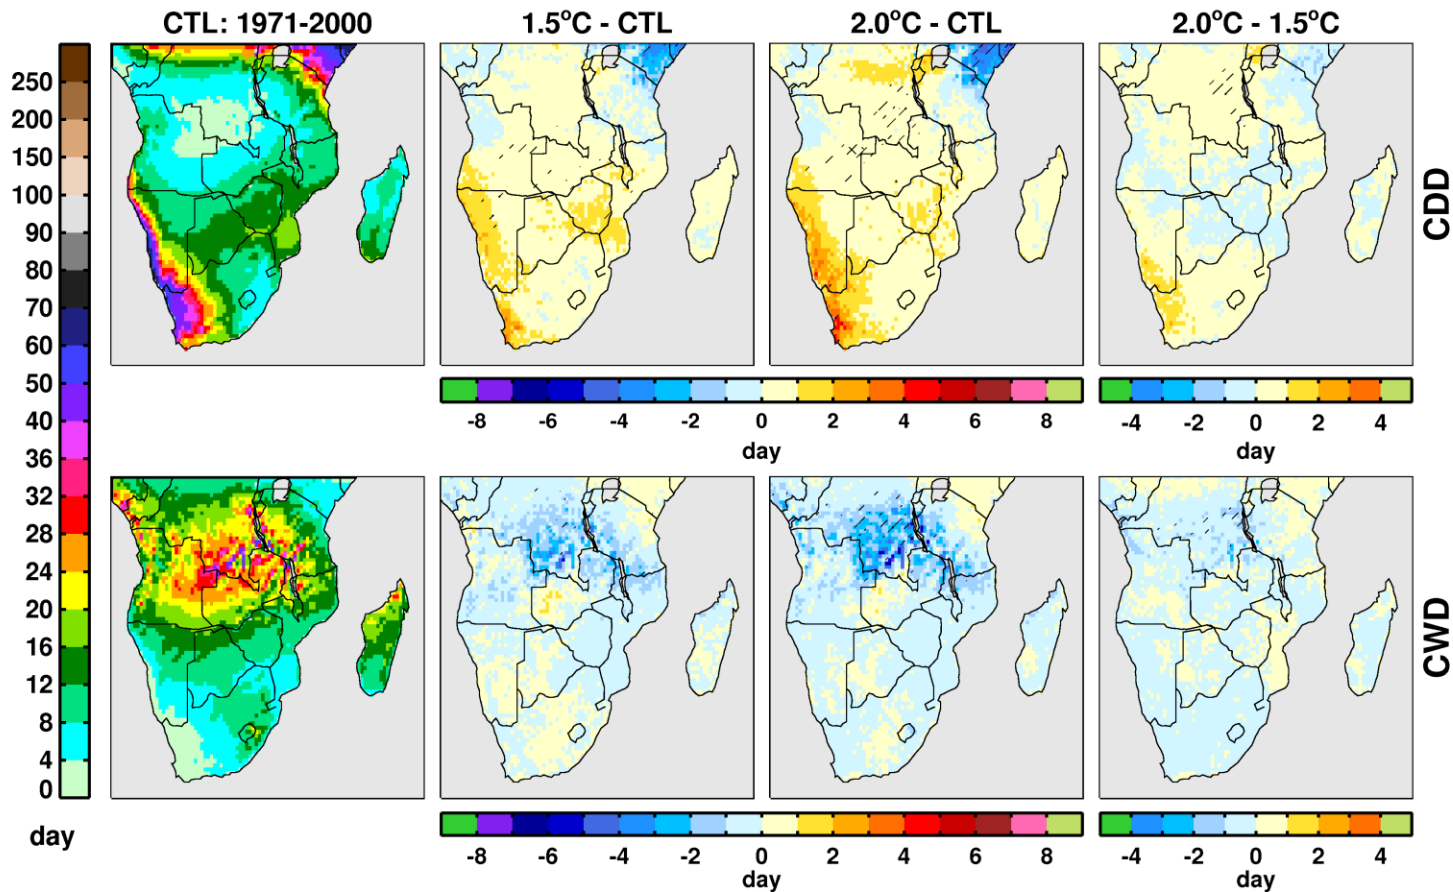 CTL: 1971-2000
1.5°C - CTL
2.0°C - CTL
2.0°C - 1.5°C
250
200
150
100
90
80
70
60
50
40
36
32
28
24
20
16
12
8
4
0
day
CDD
-8 -6 -4 -2 0 2 4 6 8
day
-4 -2 0 2 4
day
CWD
-8 -6 -4 -2 0 2 4 6 8
day
-4 -2 0 2 4
day